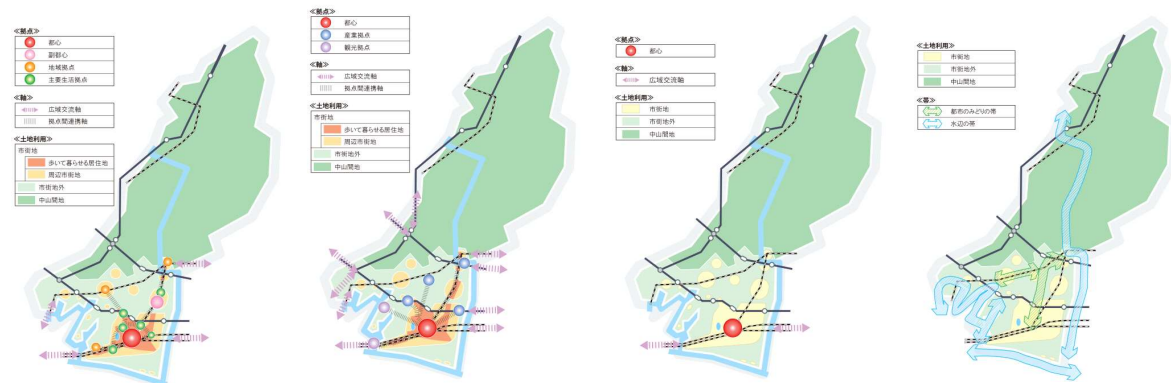 ≪拠点≫
都心
副都心
地域拠点
主要生活拠点
≪軸≫
広域交流軸
拠点間連携軸
≪土地利用≫
市街地
歩いて暮らせる居住地
周辺市街地
市街地外
中山間地
≪拠点≫
都心
産業拠点
観光拠点
≪軸≫
広域交流軸
拠点間連携軸
≪土地利用≫
市街地
歩いて暮らせる居住地
周辺市街地
市街地外
中山間地
≪拠点≫
都心
≪軸≫
広域交流軸
≪土地利用≫
市街地
市街地外
中山間地
≪土地利用≫
市街地
市街地外
中山間地
≪帯≫
都市のみどりの帯
水辺の帯